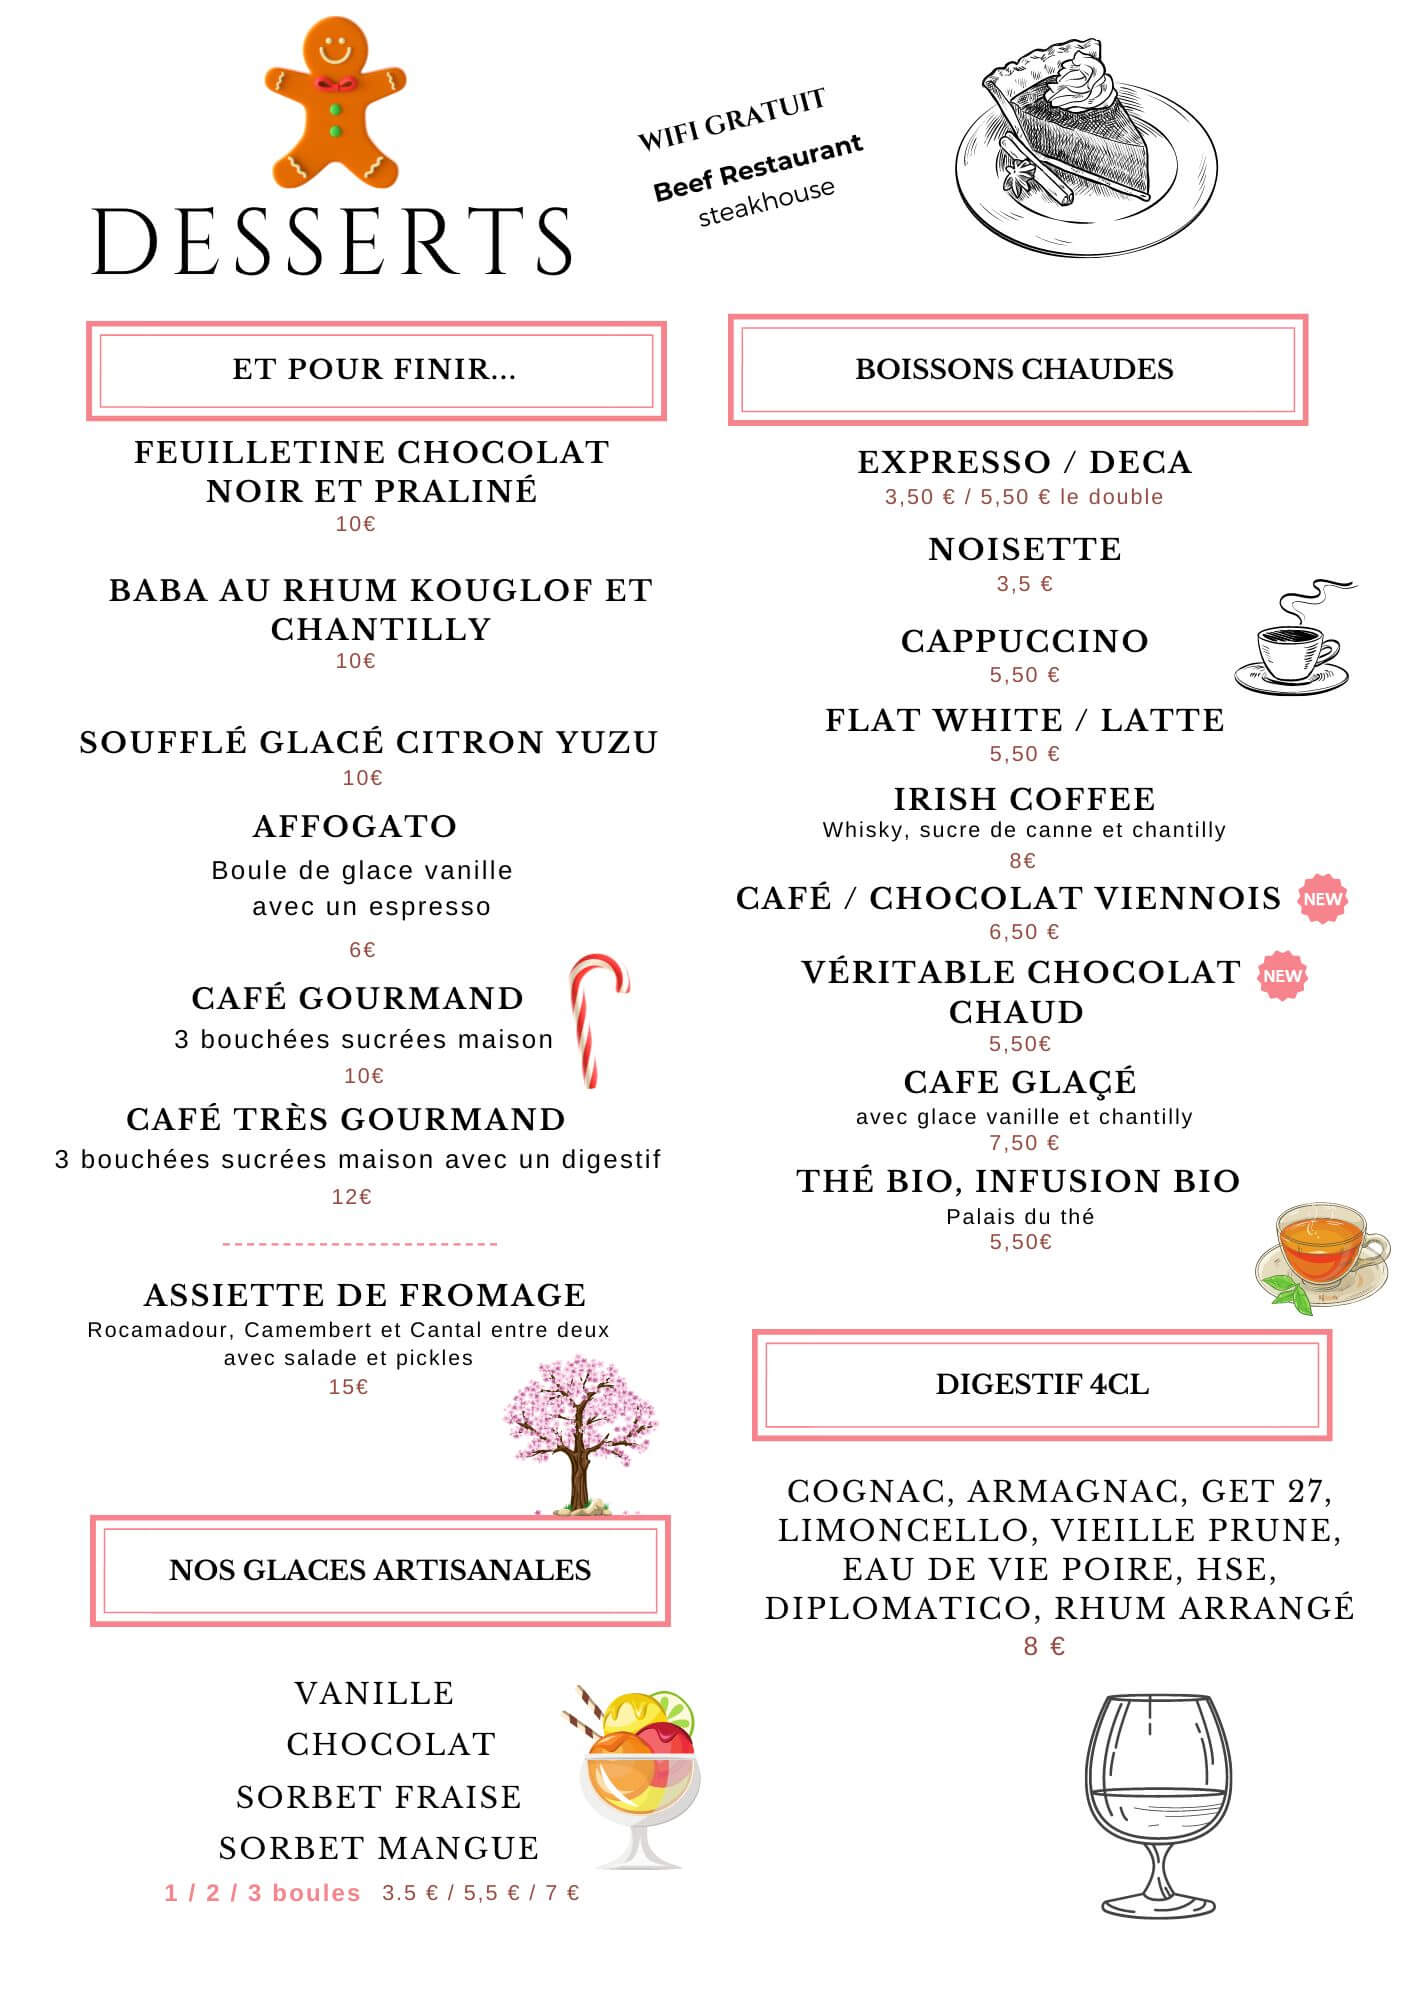 DESSERTS
WIFI GRATUIT
Beef Restaurant
steakhouse
ET POUR FINIR...
FEUILLETINE CHOCOLAT
NOIR ET PRALINÉ
10€
BABA AU RHUM KOUGLOF ET
CHANTILLY
10€
SOUFFLÉ GLACÉ CITRON YUZU
10€
AFFOGATO
Boule de glace vanille
avec un espresso
6€
CAFÉ GOURMAND
3 bouchées sucrées maison
10€
CAFÉ TRÈS GOURMAND
3 bouchées sucrées maison avec un digestif
12€
-----------------------
ASSIETTE DE FROMAGE
Rocamadour, Camembert et Cantal entre deux
avec salade et pickles
15€
NOS GLACES ARTISANALES
VANILLE
CHOCOLAT
SORBET FRAISE
SORBET MANGUE
1 / 2 / 3 boules 3.5 € / 5,5 € / 7 €
BOISSONS CHAUDES
EXPRESSO / DECA
3,50 € / 5,50 € le double
NOISETTE
3,5 €
CAPPUCCINO
5,50 €
FLAT WHITE / LATTE
5,50 €
IRISH COFFEE
Whisky, sucre de canne et chantilly
8€
CAFÉ / CHOCOLAT VIENNOIS NEW
6,50 €
VÉRITABLE CHOCOLAT NEW
CHAUD
5,50€
CAFE GLAÇÉ
avec glace vanille et chantilly
7,50 €
THÉ BIO, INFUSION BIO
Palais du thé
5,50€
DIGESTIF 4CL
COGNAC, ARMAGNAC, GET 27,
LIMONCELLO, VIEILLE PRUNE,
EAU DE VIE POIRE, HSE,
DIPLOMATICO, RHUM ARRANGÉ
8 €